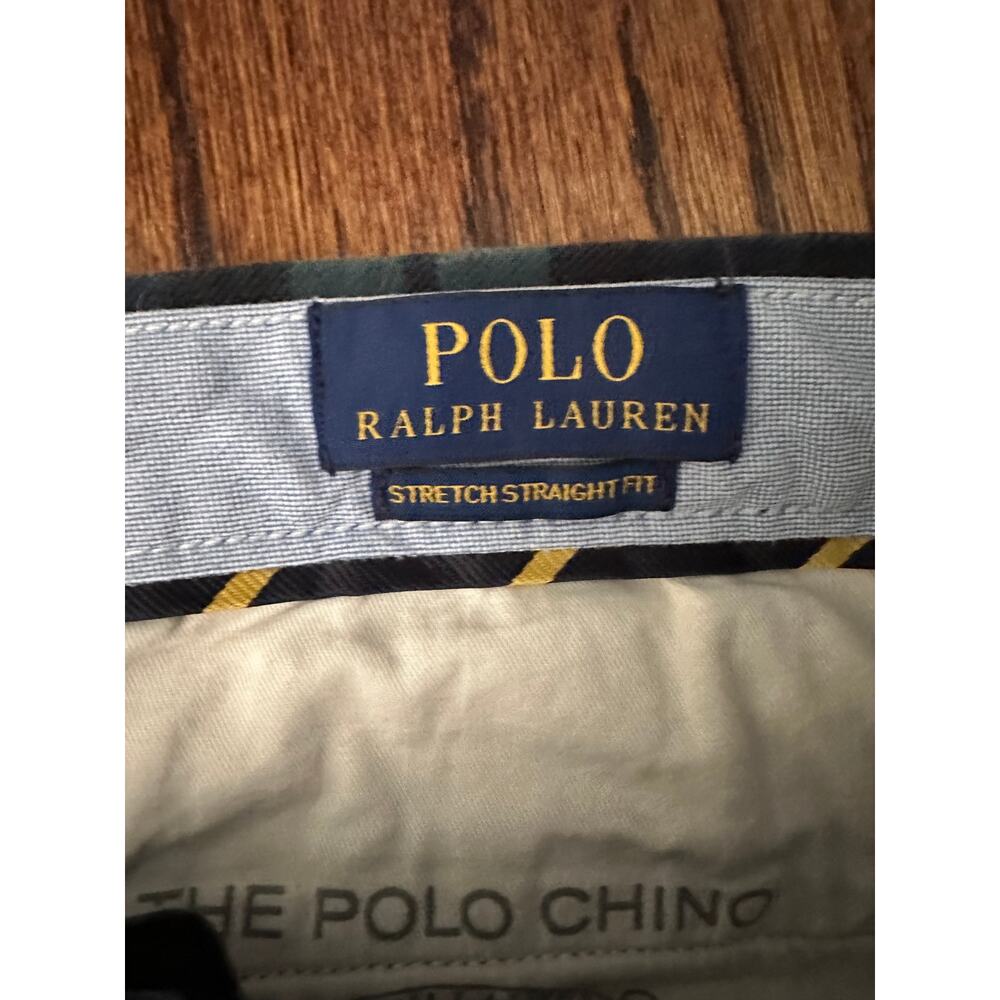 POLO
RALPH LAUREN
STRETCH STRAIGHT FIT
THE POLO CHINO